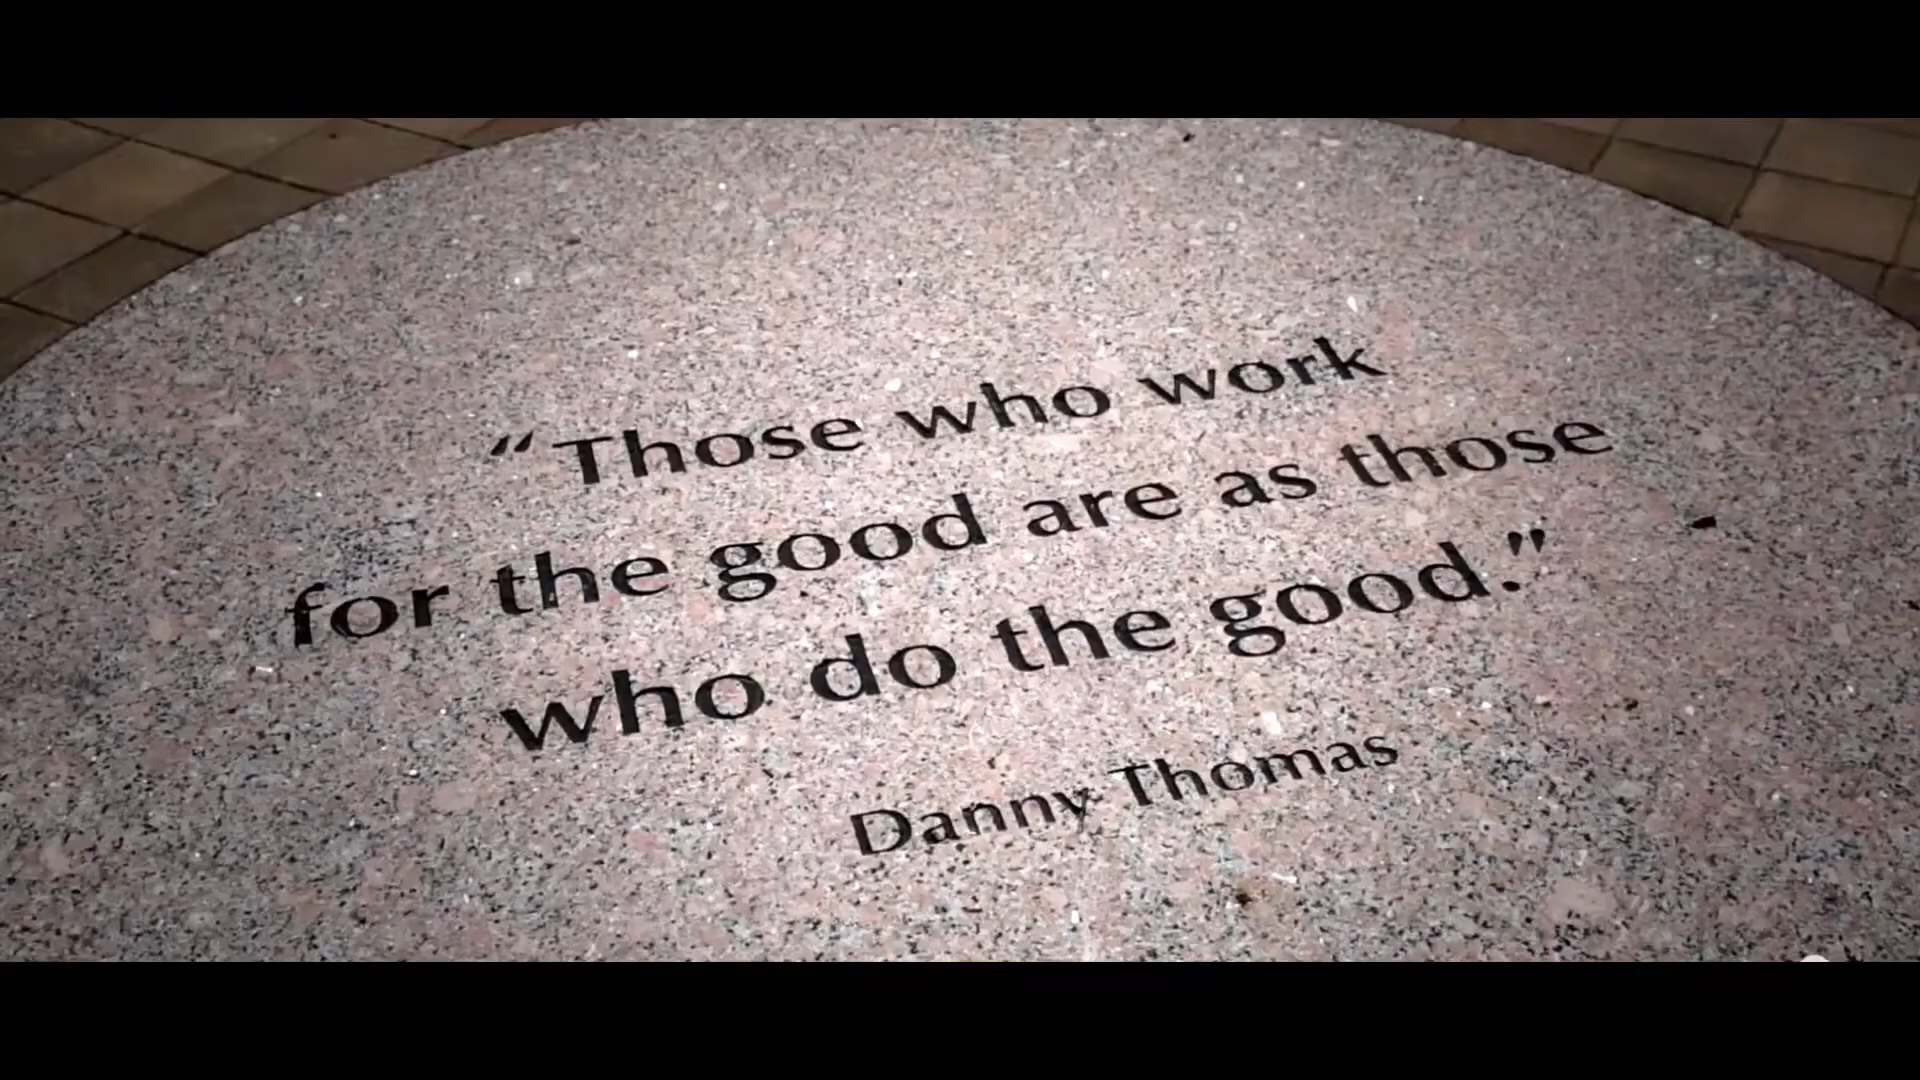 “Those who work
for the good are as those
who do the good."
Danny Thomas